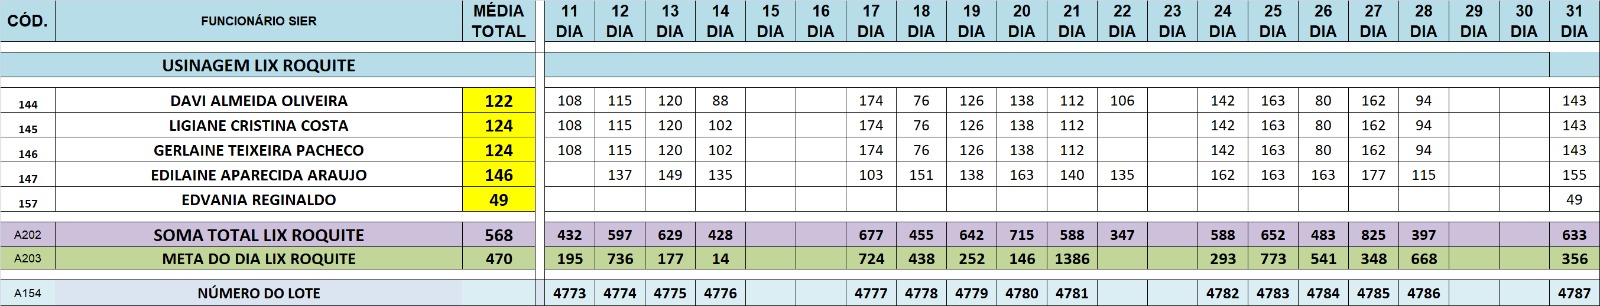 CÓD. FUNCIONÁRIO SIER MÉDIA TOTAL 11 DIA 12 DIA 13 DIA 14 DIA 15 DIA 16 DIA 17 DIA 18 DIA 19 DIA 20 DIA 21 DIA 22 DIA 23 DIA 24 DIA 25 DIA 26 DIA 27 DIA 28 DIA 29 DIA 30 DIA 31 DIA
USINAGEM LIX ROQUITE
144 DAVI ALMEIDA OLIVEIRA 122 108 115 120 88 174 76 126 138 112 106 142 163 80 162 94 143
145 LIGIANE CRISTINA COSTA 124 108 115 120 102 174 76 126 138 112 142 163 80 162 94 143
146 GERLAINE TEIXEIRA PACHECO 124 108 115 120 102 174 76 126 138 112 142 163 80 162 94 143
147 EDILAINE APARECIDA ARAUJO 146 137 149 135 103 151 138 163 140 135 162 163 163 177 115 155
157 EDVANIA REGINALDO 49 49
A202 SOMA TOTAL LIX ROQUITE 568 432 597 629 428 677 455 642 715 588 347 588 652 483 825 397 633
A203 META DO DIA LIX ROQUITE 470 195 736 177 14 724 438 252 146 1386 293 773 541 348 668 356
A154 NÚMERO DO LOTE 4773 4774 4775 4776 4777 4778 4779 4780 4781 4782 4783 4784 4785 4786 4787